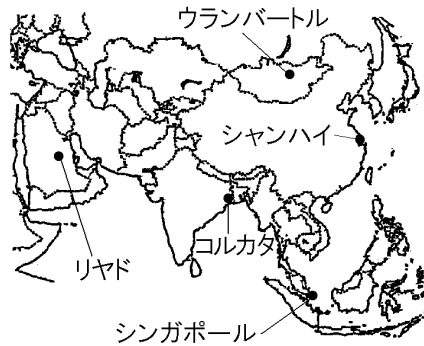 ウランバートル
シャンハイ
コルカタ
リヤド
シンガポール